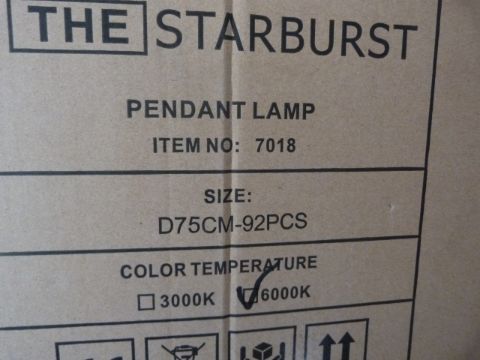 THE STARBURST
PENDANT LAMP
ITEM NO: 7018
SIZE:
D75CM-92PCS
COLOR TEMPERATURE
3000K 6000K